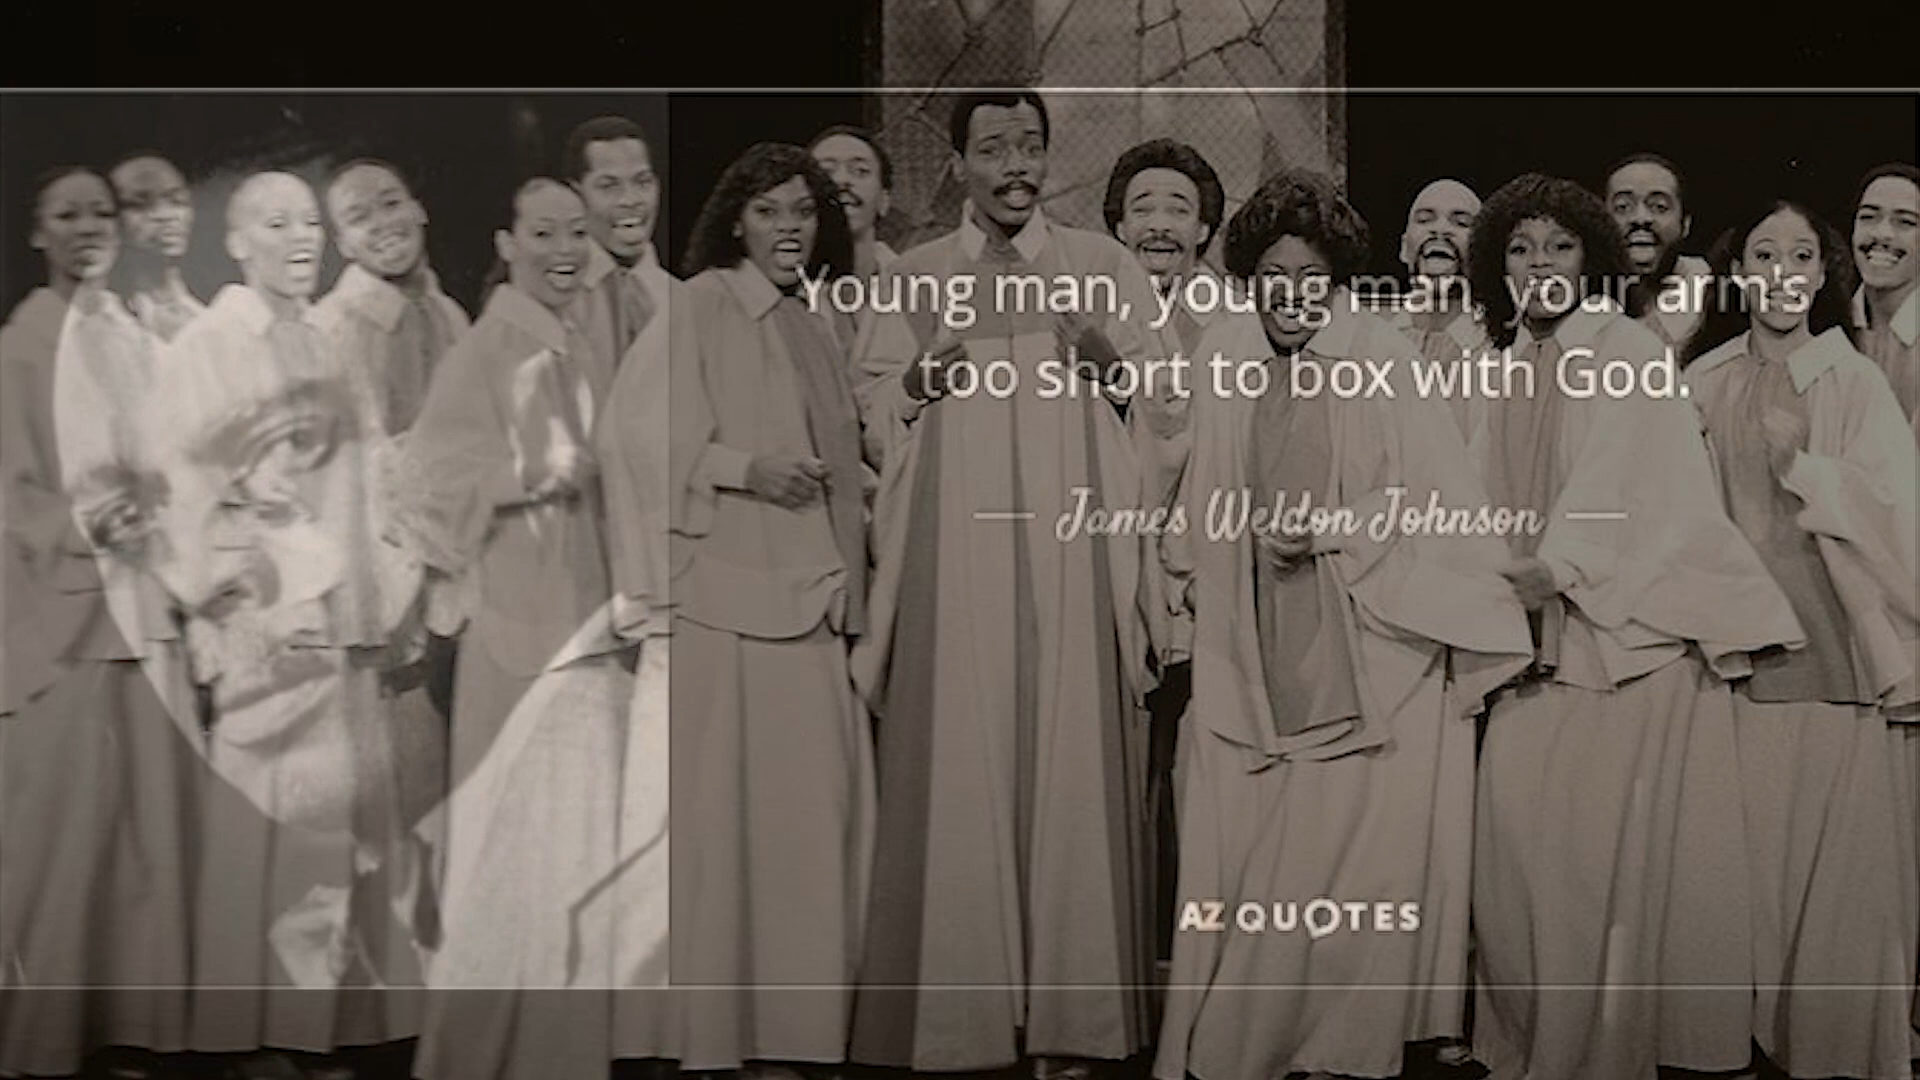 Young man, young man, your arm's
too short to box with God.
— James Weldon Johnson —
AZ QUOTES